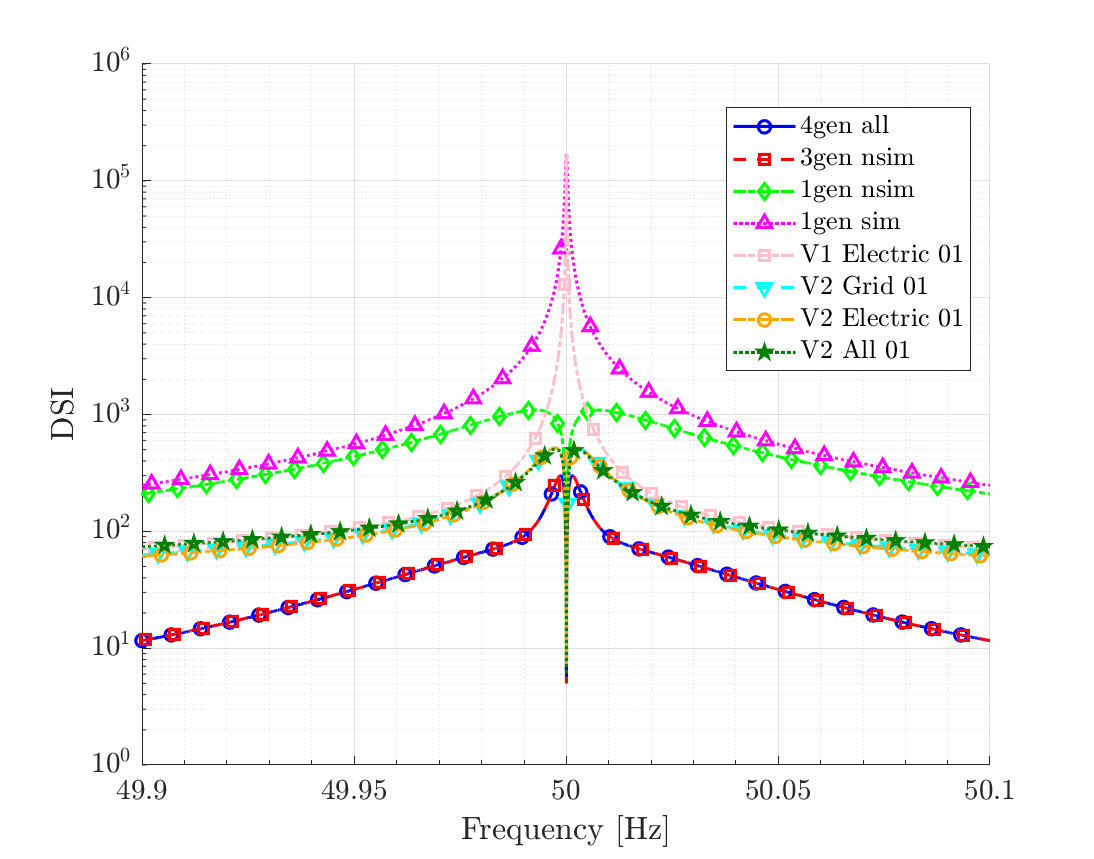 10^6
10^5
10^4
10^3
10^2
10^1
10^0
DSI
4gen all
3gen nsim
1gen nsim
1gen sim
V1 Electric 01
V2 Grid 01
V2 Electric 01
V2 All 01
49.9 49.95 50 50.05 50.1
Frequency [Hz]